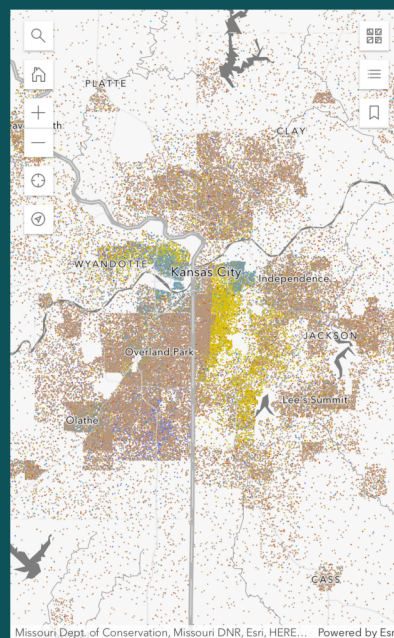 PLATTE
CLAY
WYANDOTTE
Kansas City
Independence
JACKSON
Overland Park
Lee's Summit
Olathe
CASS
Missouri Dept. of Conservation, Missouri DNR, Esri, HERE... Powered by Esri